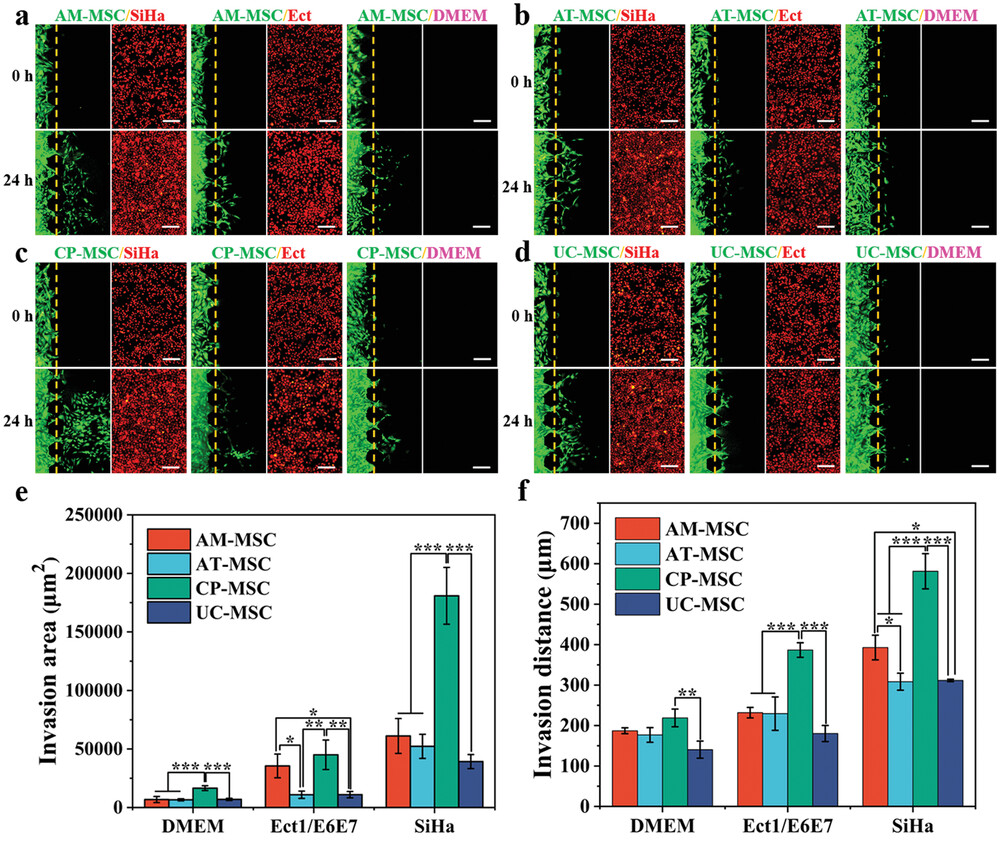 a
AM-MSC/SiHa
AM-MSC/Ect
AM-MSC/DMEM
0 h
24 h
b
AT-MSC/SiHa
AT-MSC/Ect
AT-MSC/DMEM
0 h
24 h
c
CP-MSC/SiHa
CP-MSC/Ect
CP-MSC/DMEM
0 h
24 h
d
UC-MSC/SiHa
UC-MSC/Ect
UC-MSC/DMEM
0 h
24 h
e
Invasion area (μm²)
250000
200000
150000
100000
50000
0
AM-MSC
AT-MSC
CP-MSC
UC-MSC
*** ***
* ** **
*
*** ***
DMEM
Ect1/E6E7
SiHa
f
Invasion distance (μm)
700
600
500
400
300
200
100
0
AM-MSC
AT-MSC
CP-MSC
UC-MSC
**
*** ***
*
*** ***
*
DMEM
Ect1/E6E7
SiHa